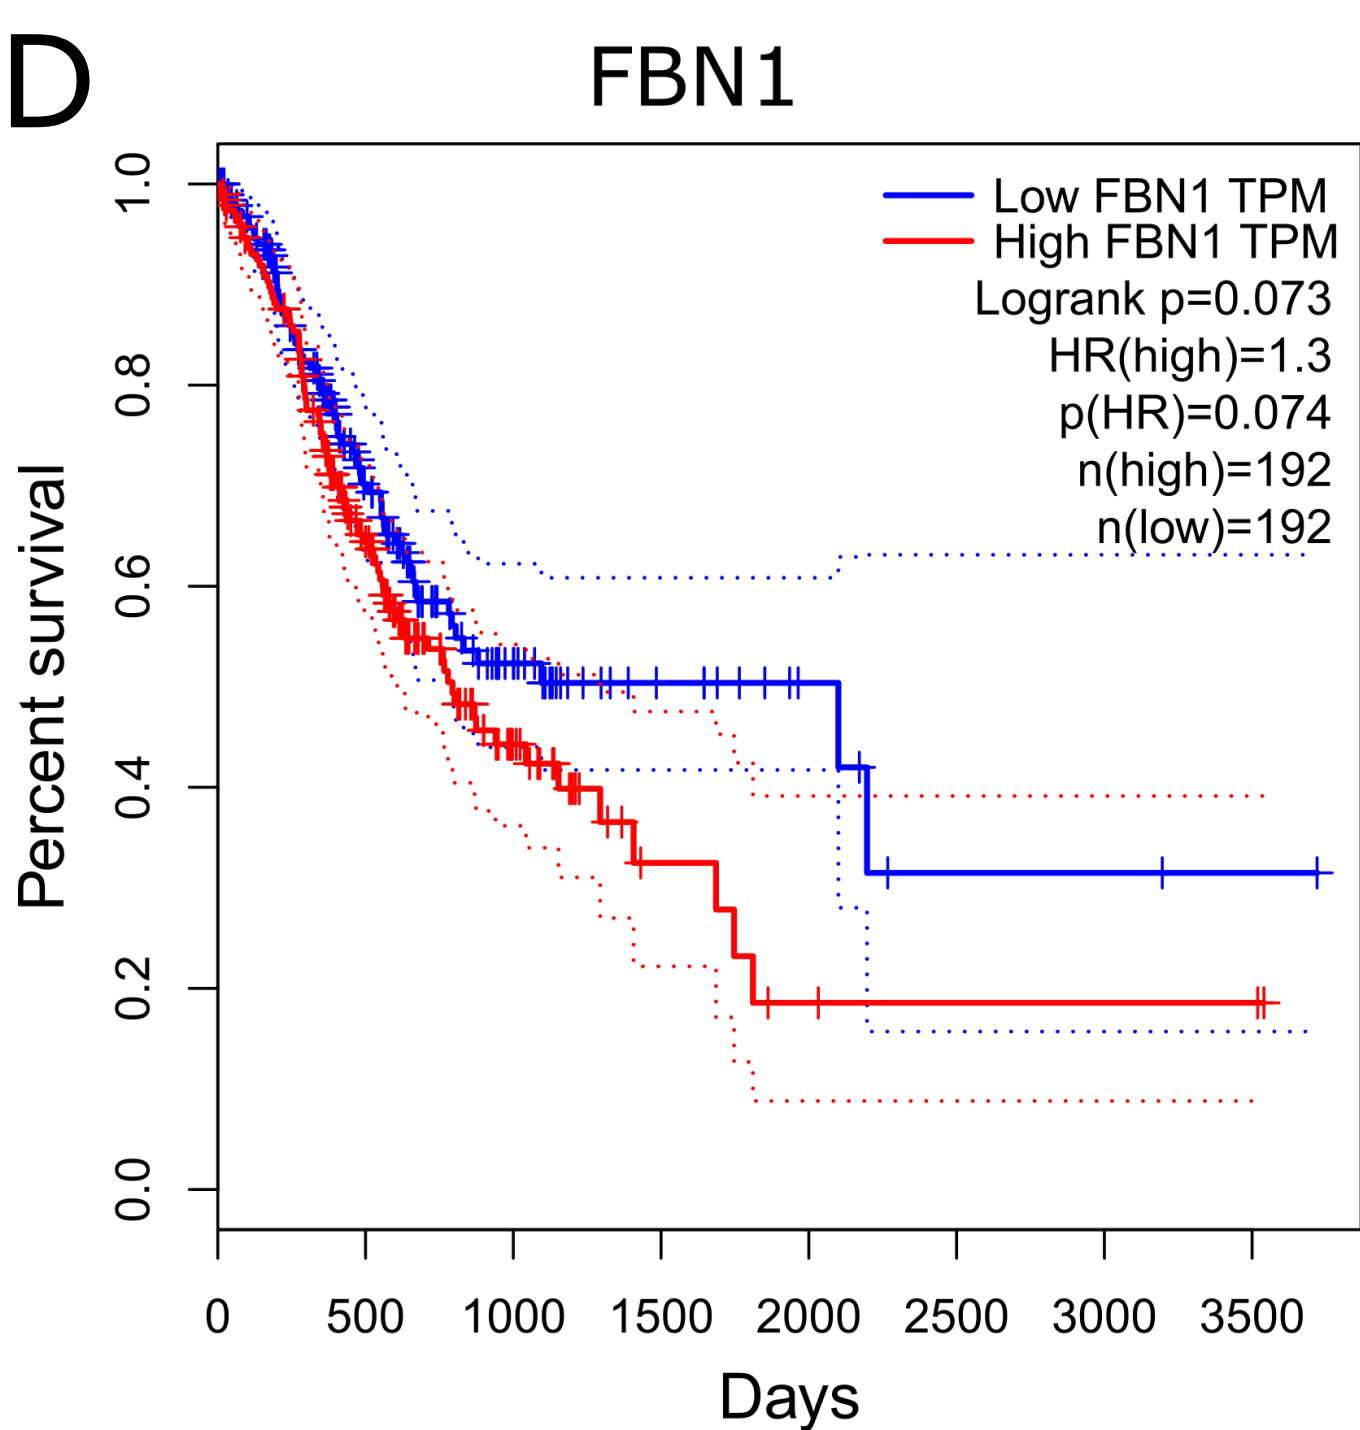 D
FBN1
Low FBN1 TPM
High FBN1 TPM
Logrank p=0.073
HR(high)=1.3
p(HR)=0.074
n(high)=192
n(low)=192
Percent survival
1.0
0.8
0.6
0.4
0.2
0.0
0 500 1000 1500 2000 2500 3000 3500
Days